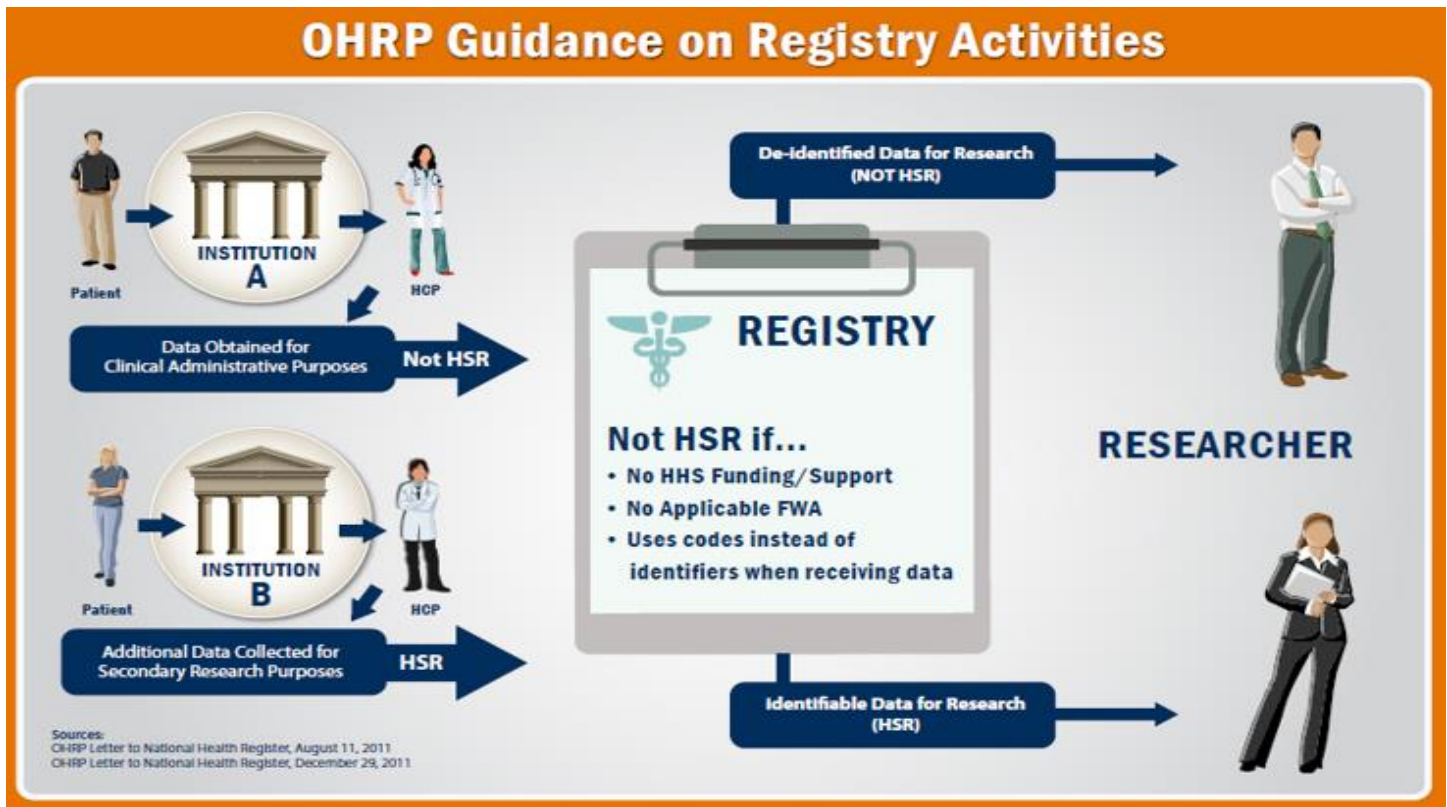 OHRP Guidance on Registry Activities
Patient
INSTITUTION
A
HCP
Data Obtained for
Clinical Administrative Purposes
Not HSR
Patient
INSTITUTION
B
HCP
Additional Data Collected for
Secondary Research Purposes
HSR
Sources:
OHRP Letter to National Health Register, August 11, 2011
OHRP Letter to National Health Register, December 29, 2011
De-Identified Data for Research
(NOT HSR)
REGISTRY
Not HSR if...
• No HHS Funding/Support
• No Applicable FWA
• Uses codes instead of
identifiers when receiving data
Identifiable Data for Research
(HSR)
RESEARCHER